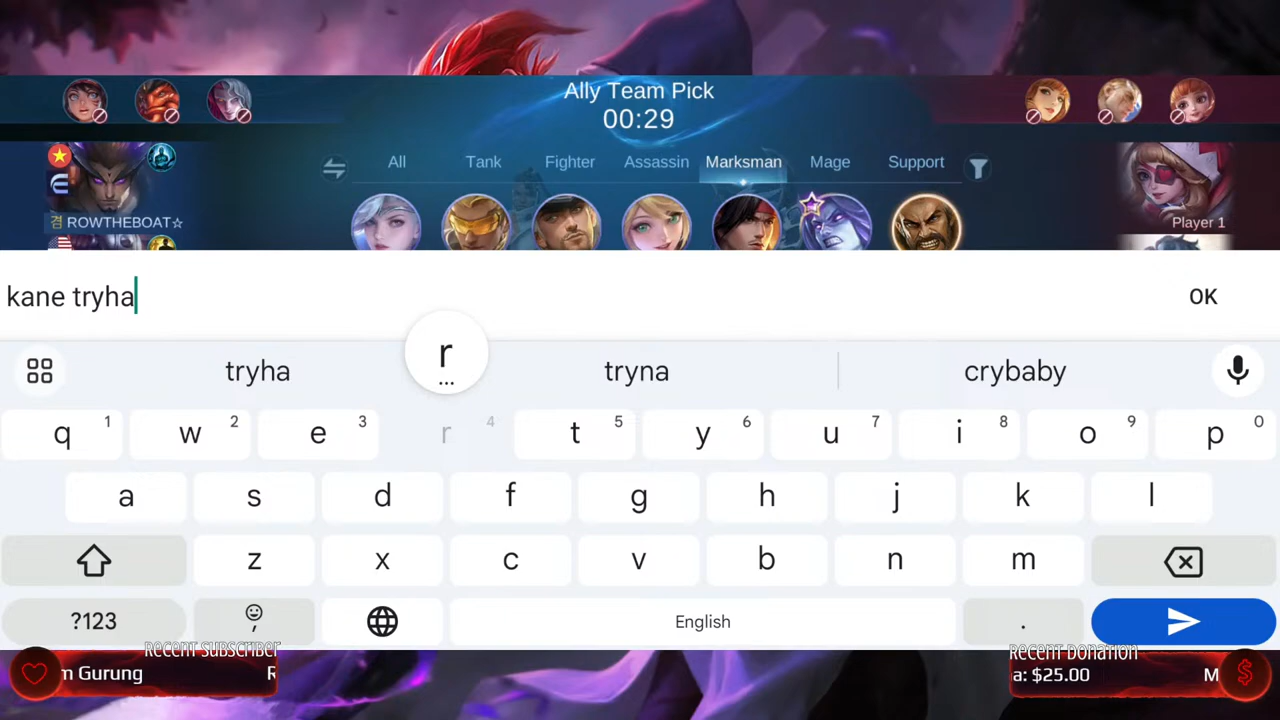 Ally Team Pick
00:29
All Tank Fighter Assassin Marksman Mage Support
겸 ROWTHEBOAT☆
Player 1
kane tryha
OK
r
...
tryha tryna crybaby
q 1 w 2 e 3 r 4 t 5 y 6 u 7 i 8 o 9 p 0
a s d f g h j k l
z x c v b n m
?123 , English .
RECENT SUBSCRIBER
RECENT DONATION
m Gurung R
a: $25.00 M
$